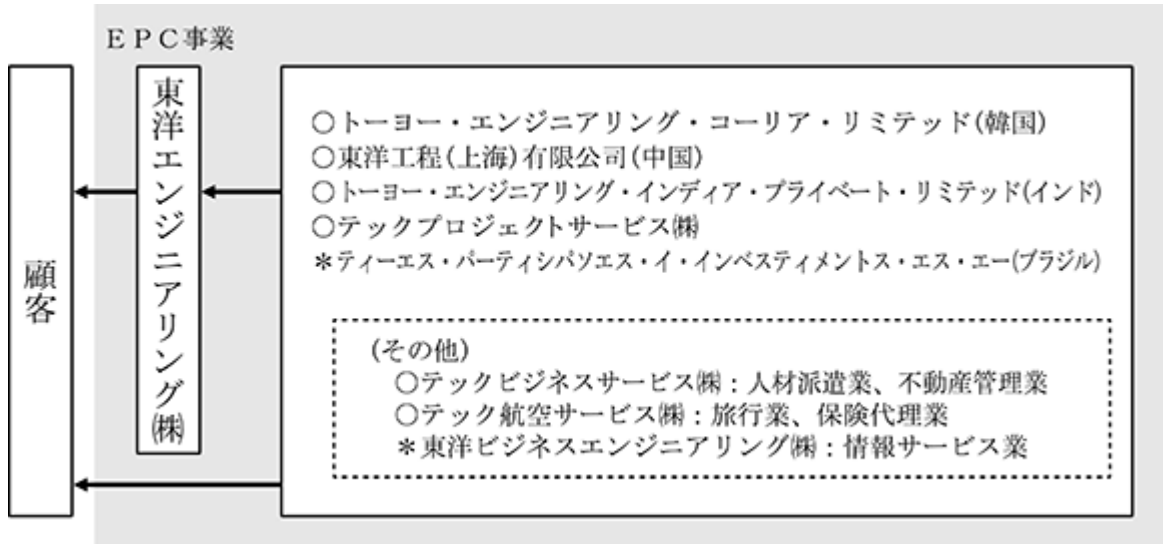 ＥＰＣ事業
顧客
東洋エンジニアリング㈱
○トーヨー・エンジニアリング・コーリア・リミテッド(韓国)
○東洋工程(上海)有限公司(中国)
○トーヨー・エンジニアリング・インディア・プライベート・リミテッド(インド)
○テックプロジェクトサービス㈱
＊ティーエス・パーティシパソエス・イ・インベスティメントス・エス・エー(ブラジル)
(その他)
○テックビジネスサービス㈱：人材派遣業、不動産管理業
○テック航空サービス㈱：旅行業、保険代理業
＊東洋ビジネスエンジニアリング㈱：情報サービス業